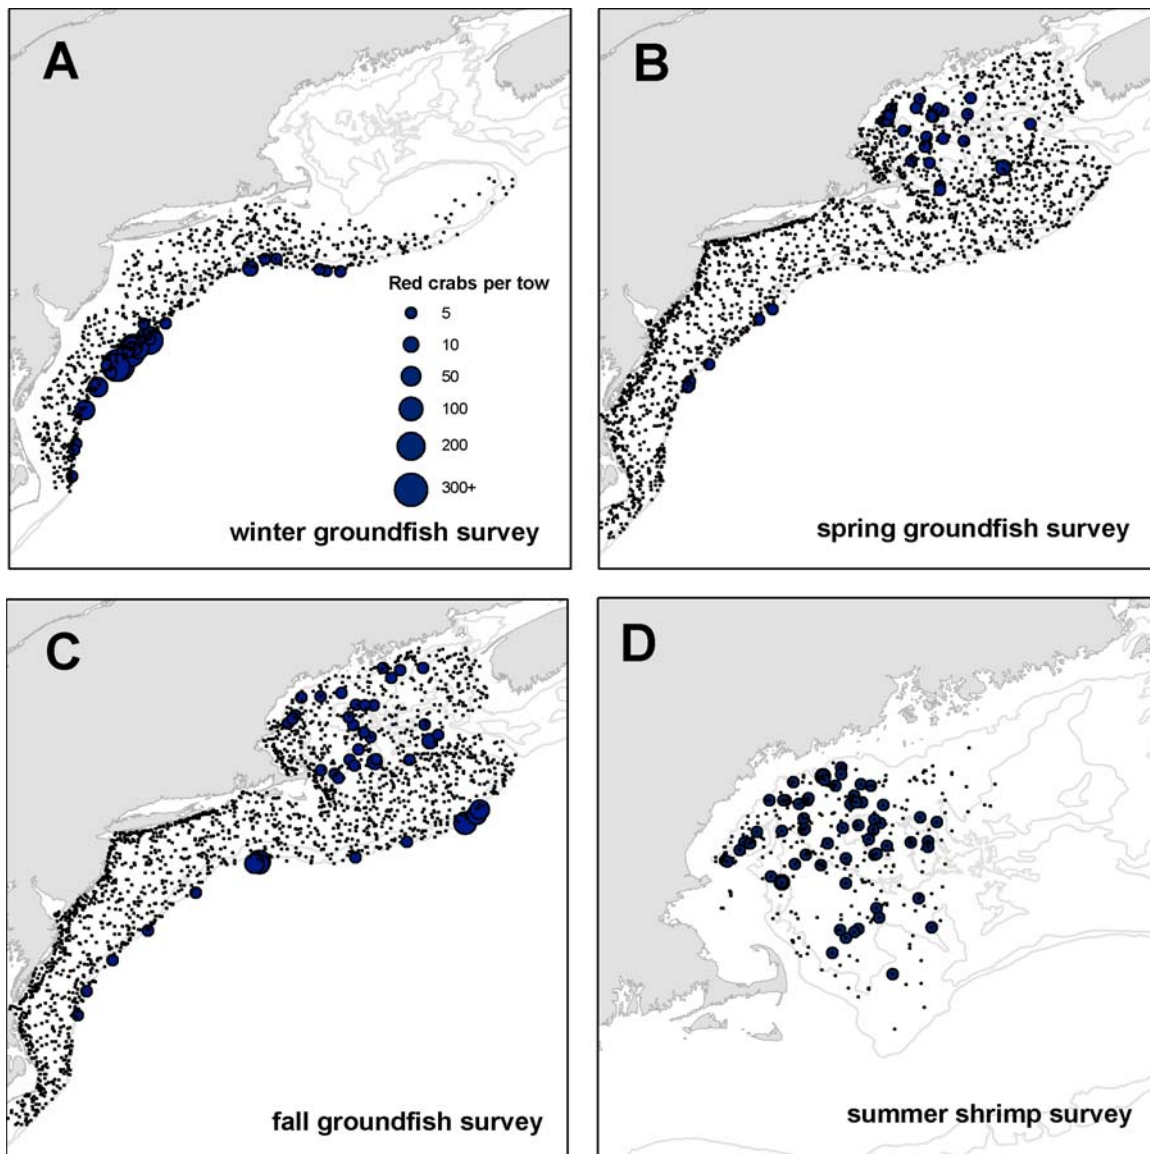 A
Red crabs per tow
5
10
50
100
200
300+
winter groundfish survey
B
spring groundfish survey
C
fall groundfish survey
D
summer shrimp survey